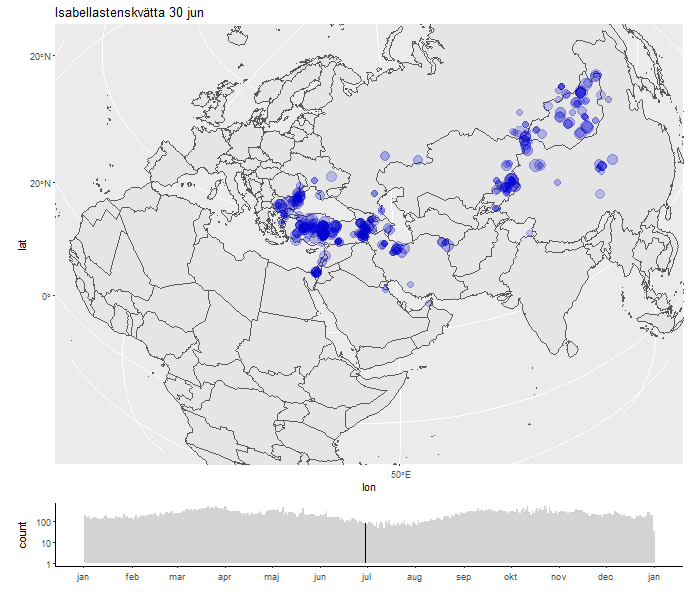 Isabellastenskvätta 30 jun
20°N
20°N
0°
lat
50°E
lon
count
100
10
1
jan feb mar apr maj jun jul aug sep okt nov dec jan